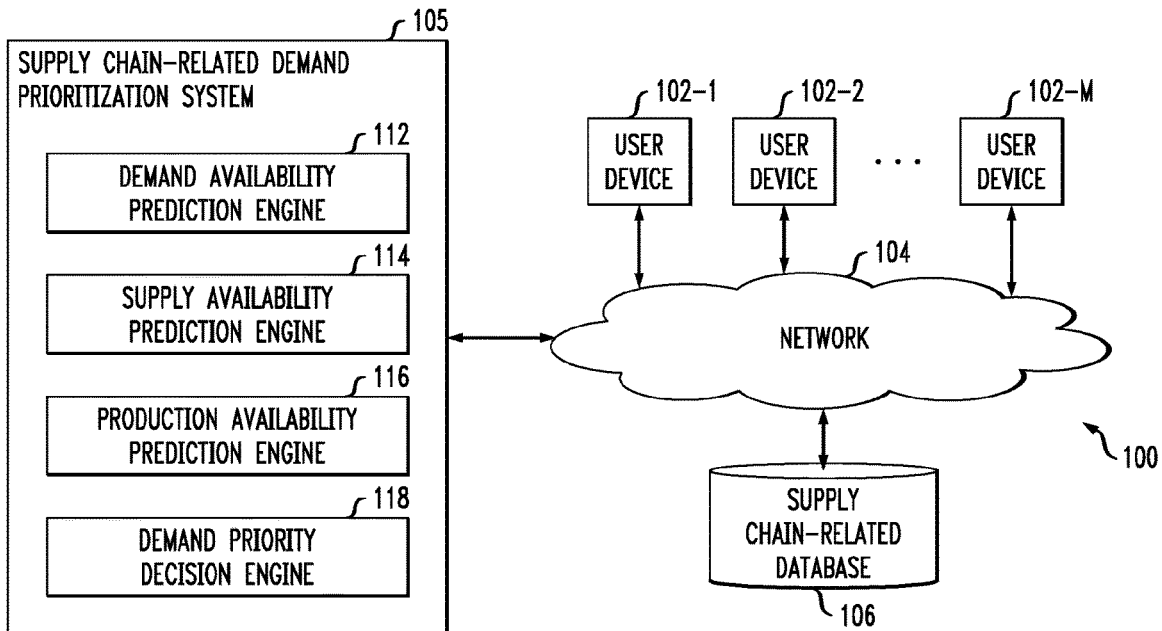 105
SUPPLY CHAIN-RELATED DEMAND
PRIORITIZATION SYSTEM
112
DEMAND AVAILABILITY
PREDICTION ENGINE
114
SUPPLY AVAILABILITY
PREDICTION ENGINE
116
PRODUCTION AVAILABILITY
PREDICTION ENGINE
118
DEMAND PRIORITY
DECISION ENGINE
102-1
USER
DEVICE
102-2
USER
DEVICE
. . .
102-M
USER
DEVICE
104
NETWORK
100
SUPPLY
CHAIN-RELATED
DATABASE
106